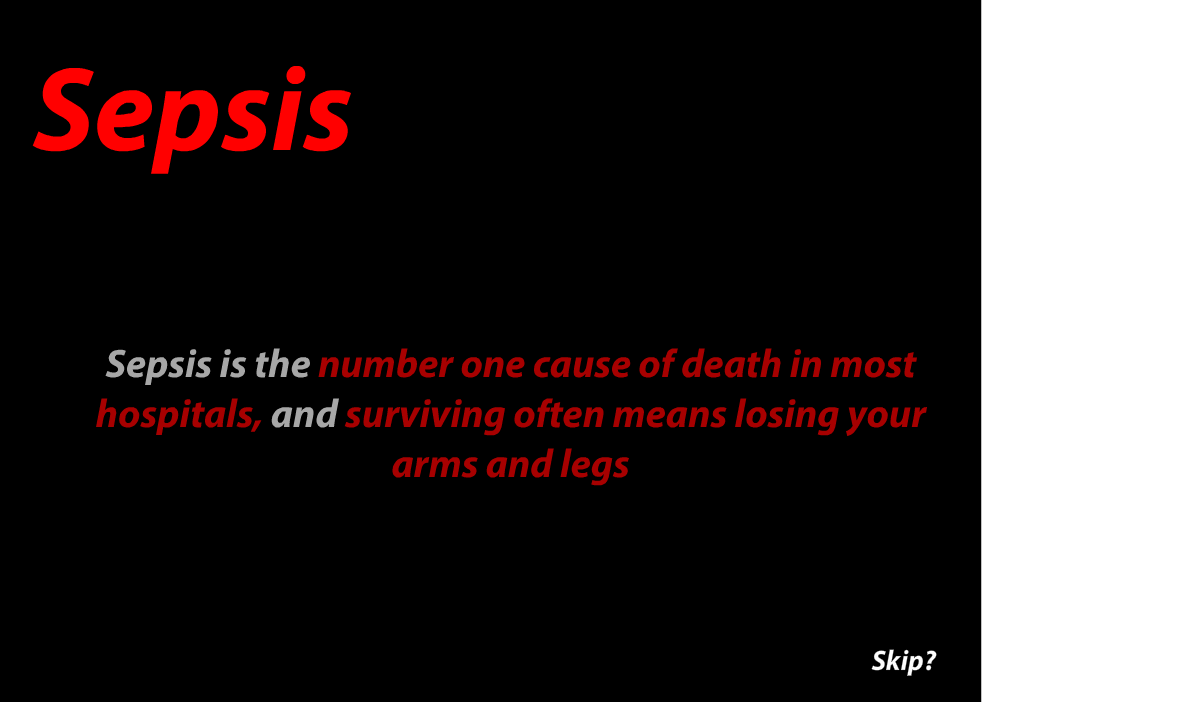 Sepsis
Sepsis is the number one cause of death in most
hospitals, and surviving often means losing your
arms and legs
Skip?